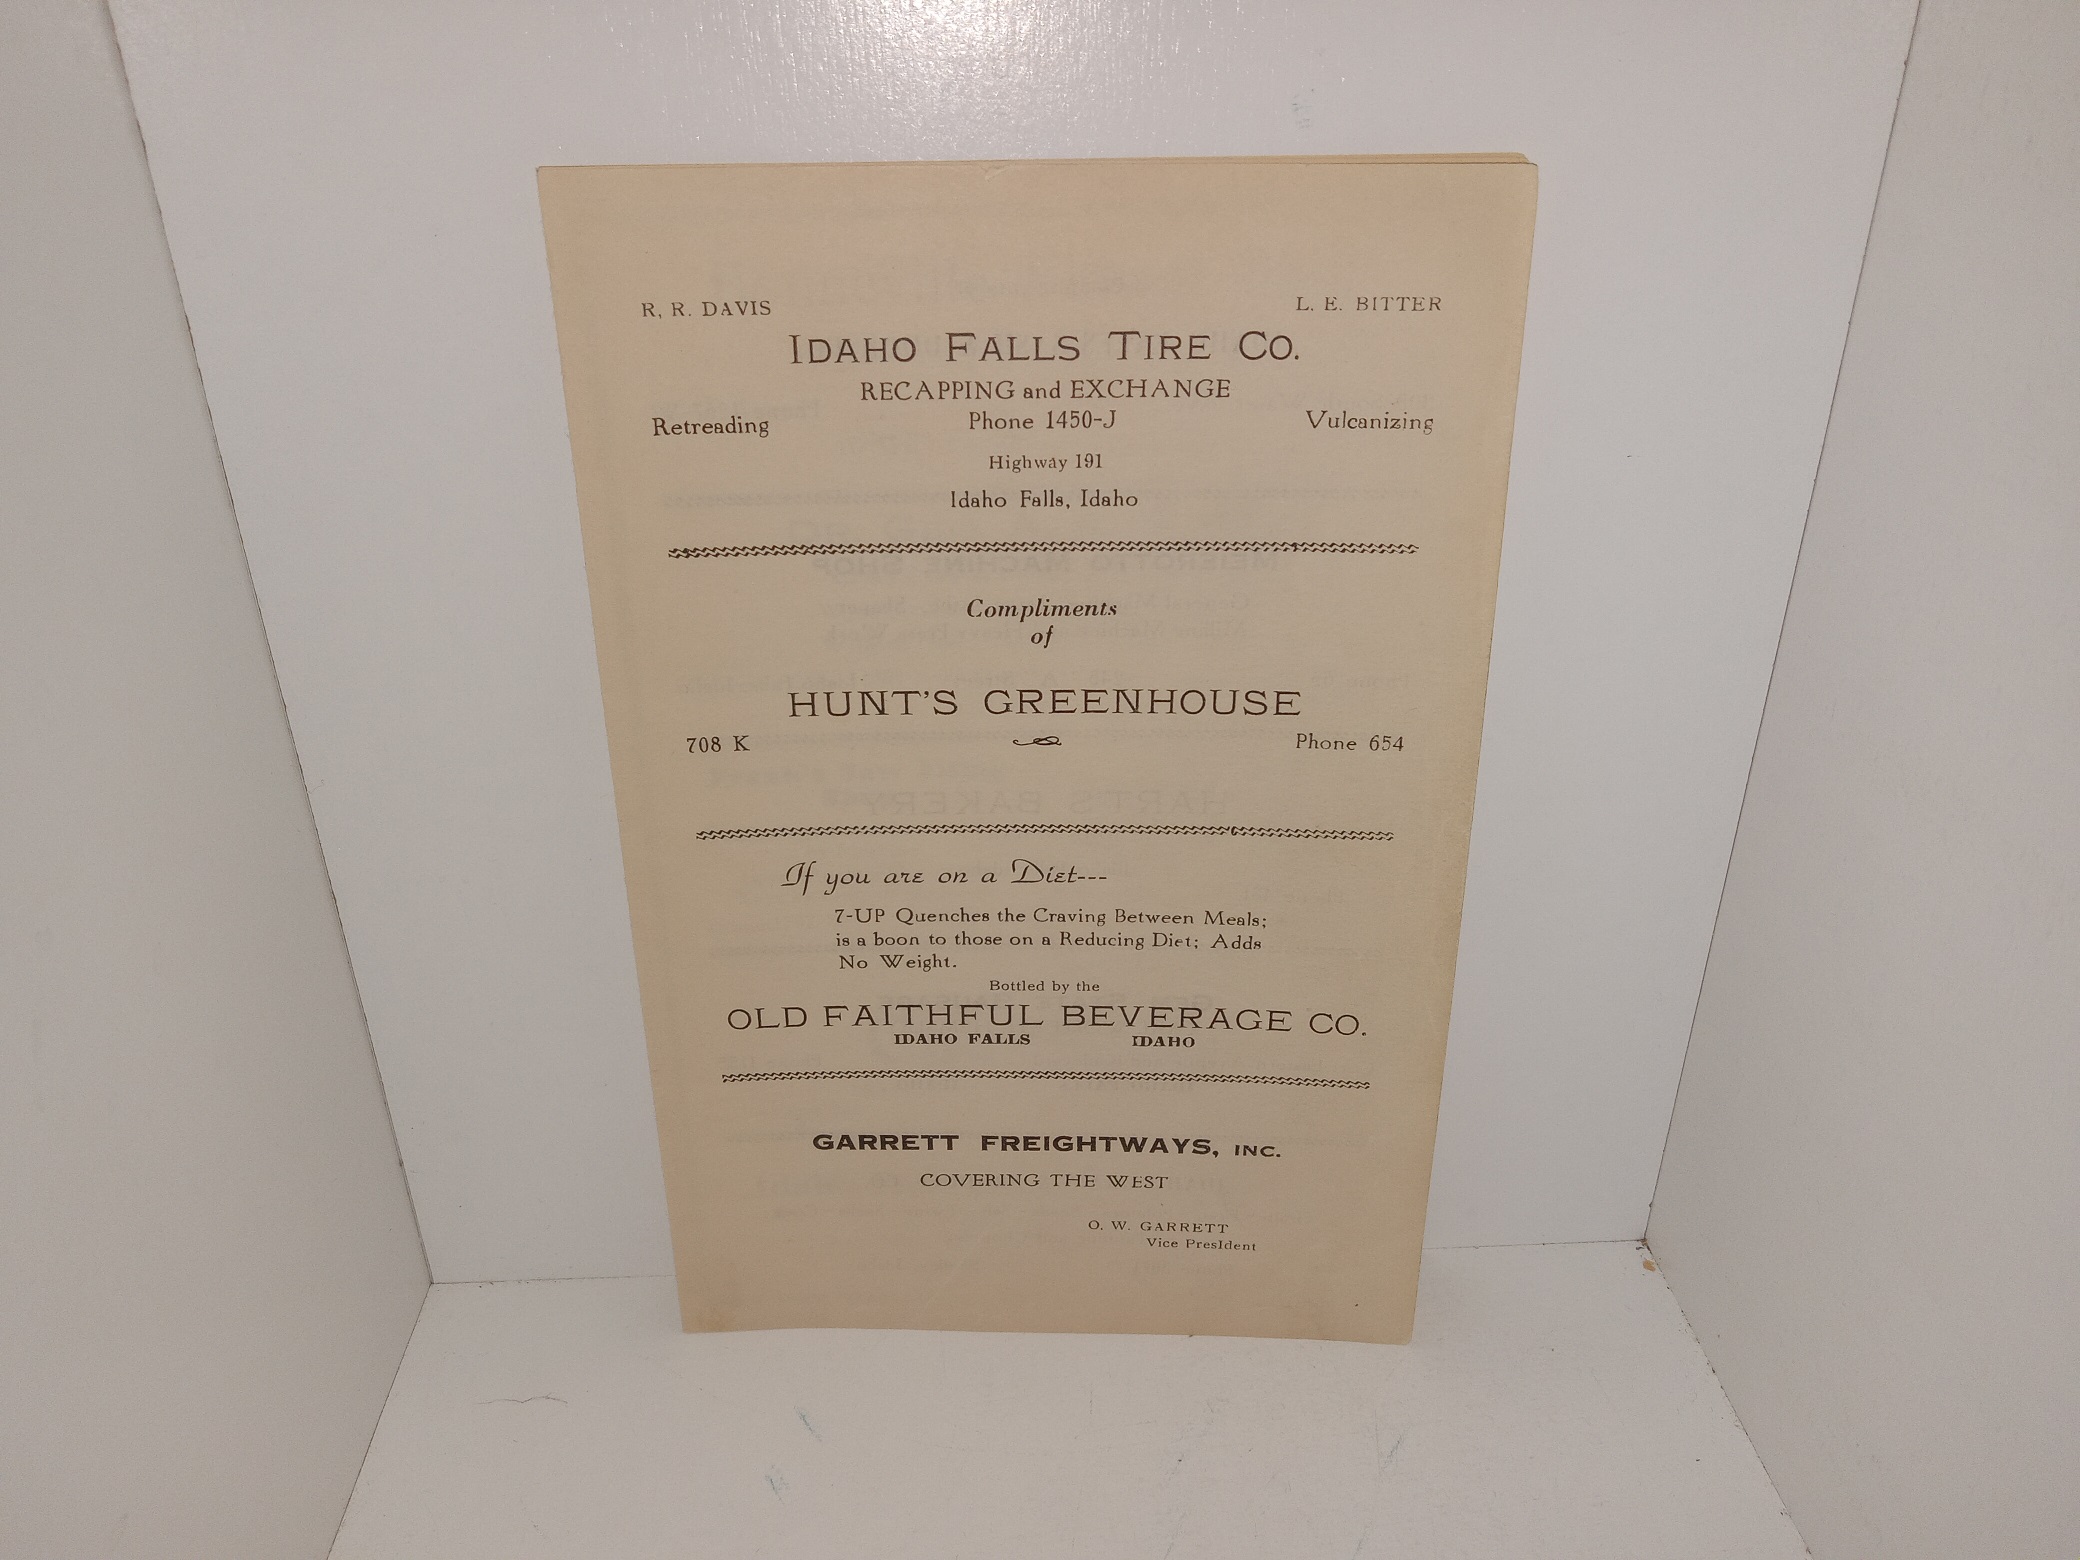 R. R. DAVIS L. E. BITTER
IDAHO FALLS TIRE CO.
RECAPPING and EXCHANGE
Retreading Phone 1450-J Vulcanizing
Highway 191
Idaho Falls, Idaho
Compliments
of
HUNT'S GREENHOUSE
708 K Phone 654
If you are on a Diet---
7-UP Quenches the Craving Between Meals;
is a boon to those on a Reducing Diet; Adds
No Weight.
Bottled by the
OLD FAITHFUL BEVERAGE CO.
IDAHO FALLS IDAHO
GARRETT FREIGHTWAYS, INC.
COVERING THE WEST
O. W. GARRETT
Vice PresIdent